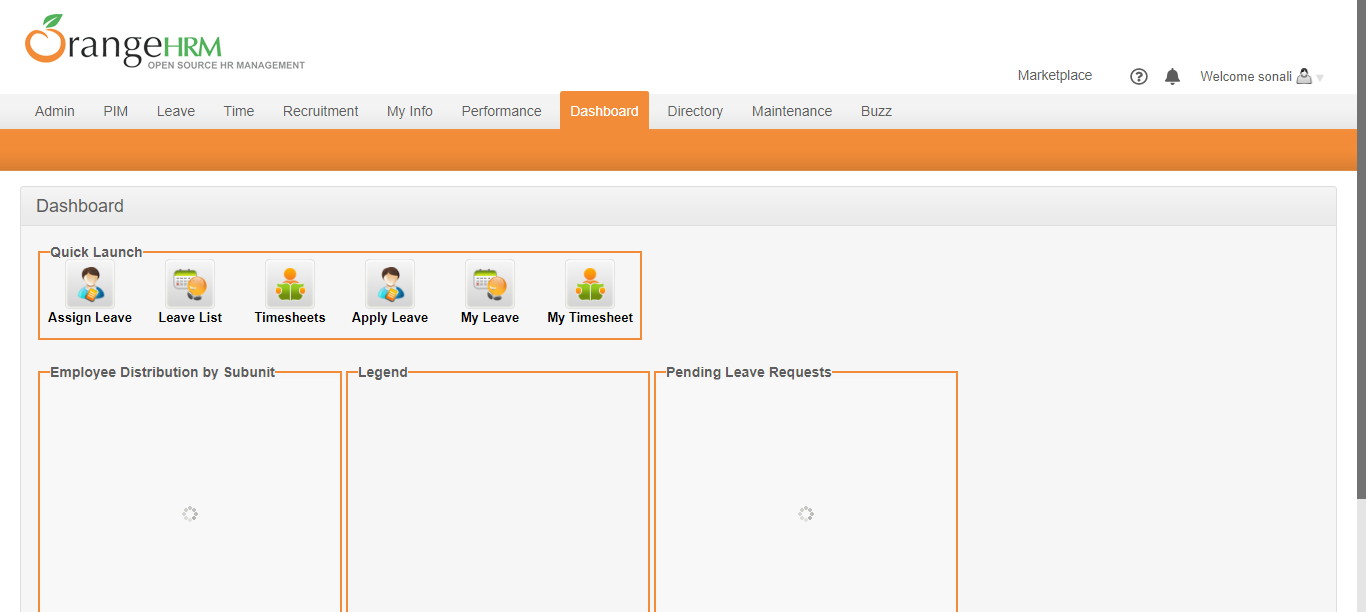 OrangeHRM
OPEN SOURCE HR MANAGEMENT
Marketplace ? Welcome sonali
Admin PIM Leave Time Recruitment My Info Performance Dashboard Directory Maintenance Buzz
Dashboard
Quick Launch
Assign Leave Leave List Timesheets Apply Leave My Leave My Timesheet
Employee Distribution by Subunit Legend Pending Leave Requests